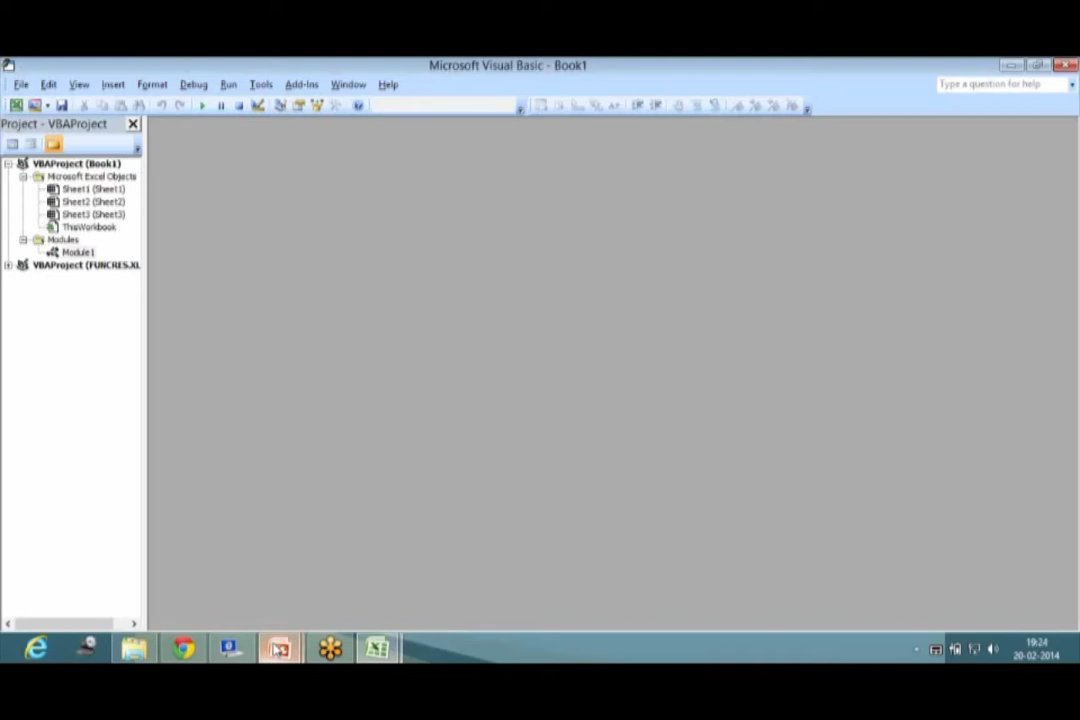 Microsoft Visual Basic - Book1
File Edit View Insert Format Debug Run Tools Add-Ins Window Help
Type a question for help
Project - VBAProject
VBAProject (Book1)
Microsoft Excel Objects
Sheet1 (Sheet1)
Sheet2 (Sheet2)
Sheet3 (Sheet3)
ThisWorkbook
Modules
Module1
VBAProject (FUNCRES.XL
19:24
20-02-2014